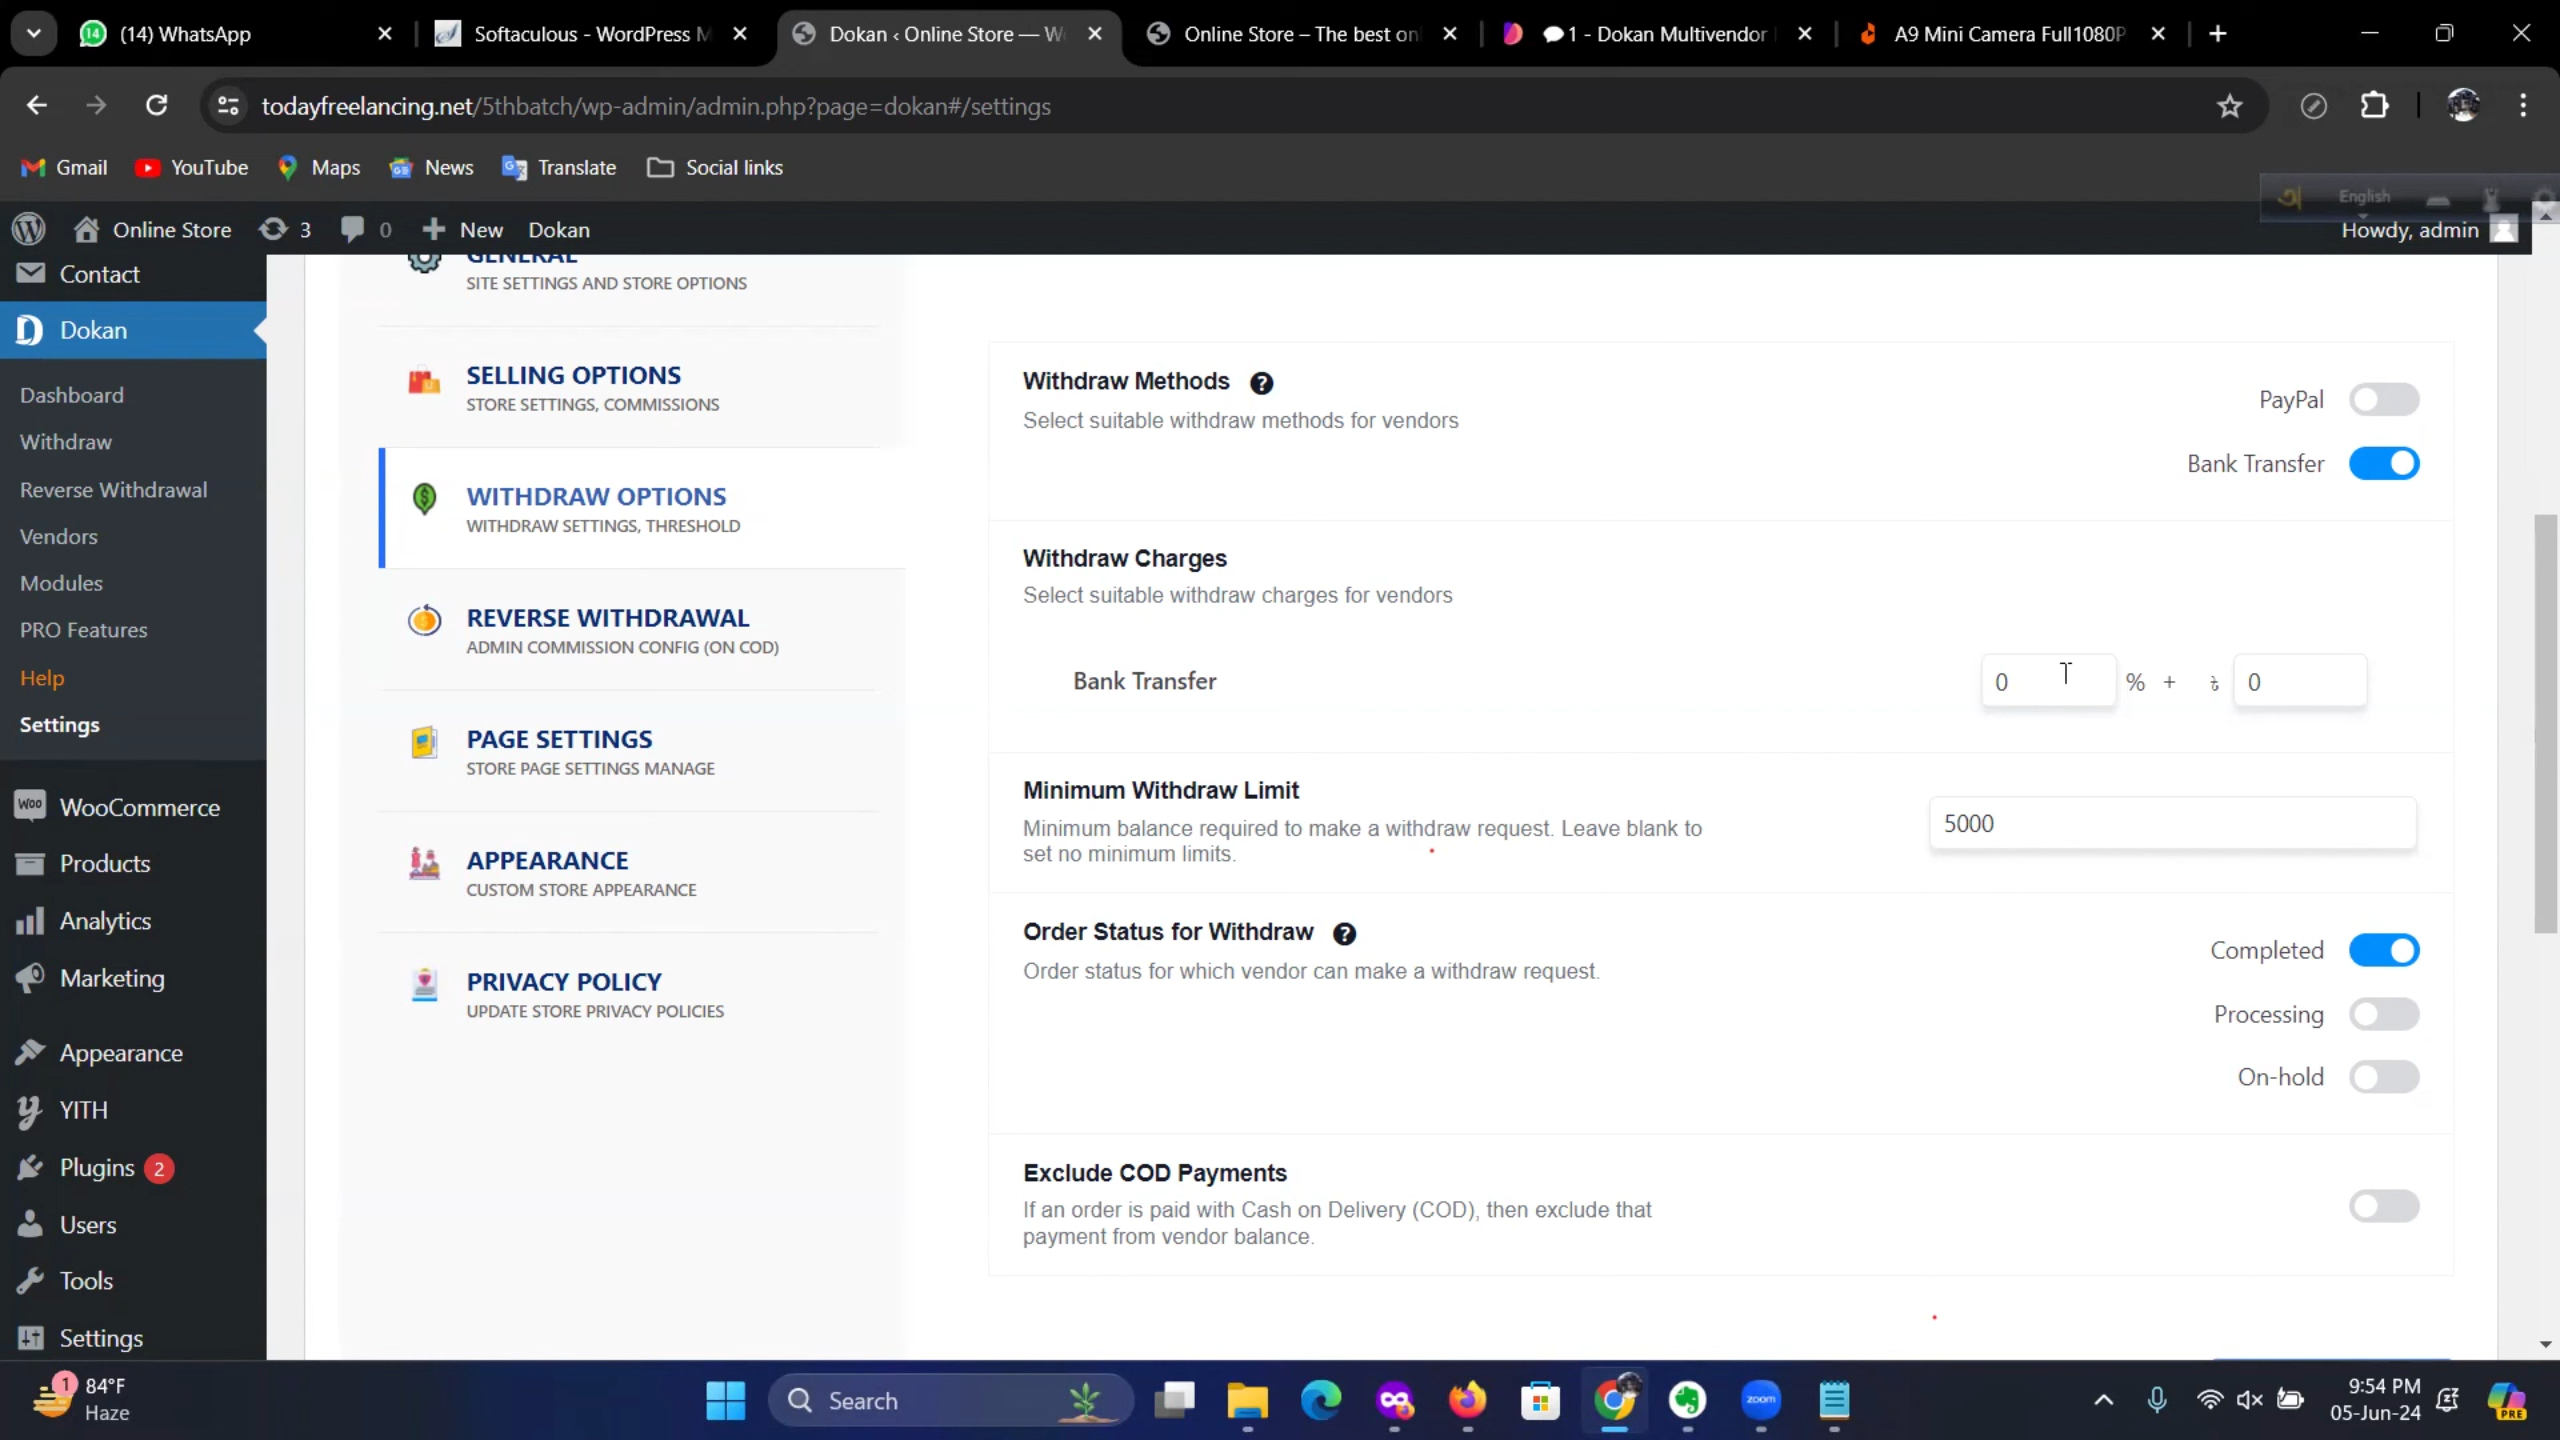 (14) WhatsApp
Softaculous - WordPress M
Dokan ‹ Online Store — W
Online Store – The best onl
1 - Dokan Multivendor
A9 Mini Camera Full1080P
todayfreelancing.net/5thbatch/wp-admin/admin.php?page=dokan#/settings
Gmail
YouTube
Maps
News
Translate
Social links
English
Online Store
3
0
New
Dokan
Howdy, admin
Contact
Dokan
Dashboard
Withdraw
Reverse Withdrawal
Vendors
Modules
PRO Features
Help
Settings
WooCommerce
Products
Analytics
Marketing
Appearance
YITH
Plugins 2
Users
Tools
Settings
GENERAL
SITE SETTINGS AND STORE OPTIONS
SELLING OPTIONS
STORE SETTINGS, COMMISSIONS
WITHDRAW OPTIONS
WITHDRAW SETTINGS, THRESHOLD
REVERSE WITHDRAWAL
ADMIN COMMISSION CONFIG (ON COD)
PAGE SETTINGS
STORE PAGE SETTINGS MANAGE
APPEARANCE
CUSTOM STORE APPEARANCE
PRIVACY POLICY
UPDATE STORE PRIVACY POLICIES
Withdraw Methods
Select suitable withdraw methods for vendors
PayPal
Bank Transfer
Withdraw Charges
Select suitable withdraw charges for vendors
Bank Transfer
0 % + ৳ 0
Minimum Withdraw Limit
Minimum balance required to make a withdraw request. Leave blank to
set no minimum limits.
5000
Order Status for Withdraw
Order status for which vendor can make a withdraw request.
Completed
Processing
On-hold
Exclude COD Payments
If an order is paid with Cash on Delivery (COD), then exclude that
payment from vendor balance.
1
84°F
Haze
Search
zoom
9:54 PM
05-Jun-24
PRE